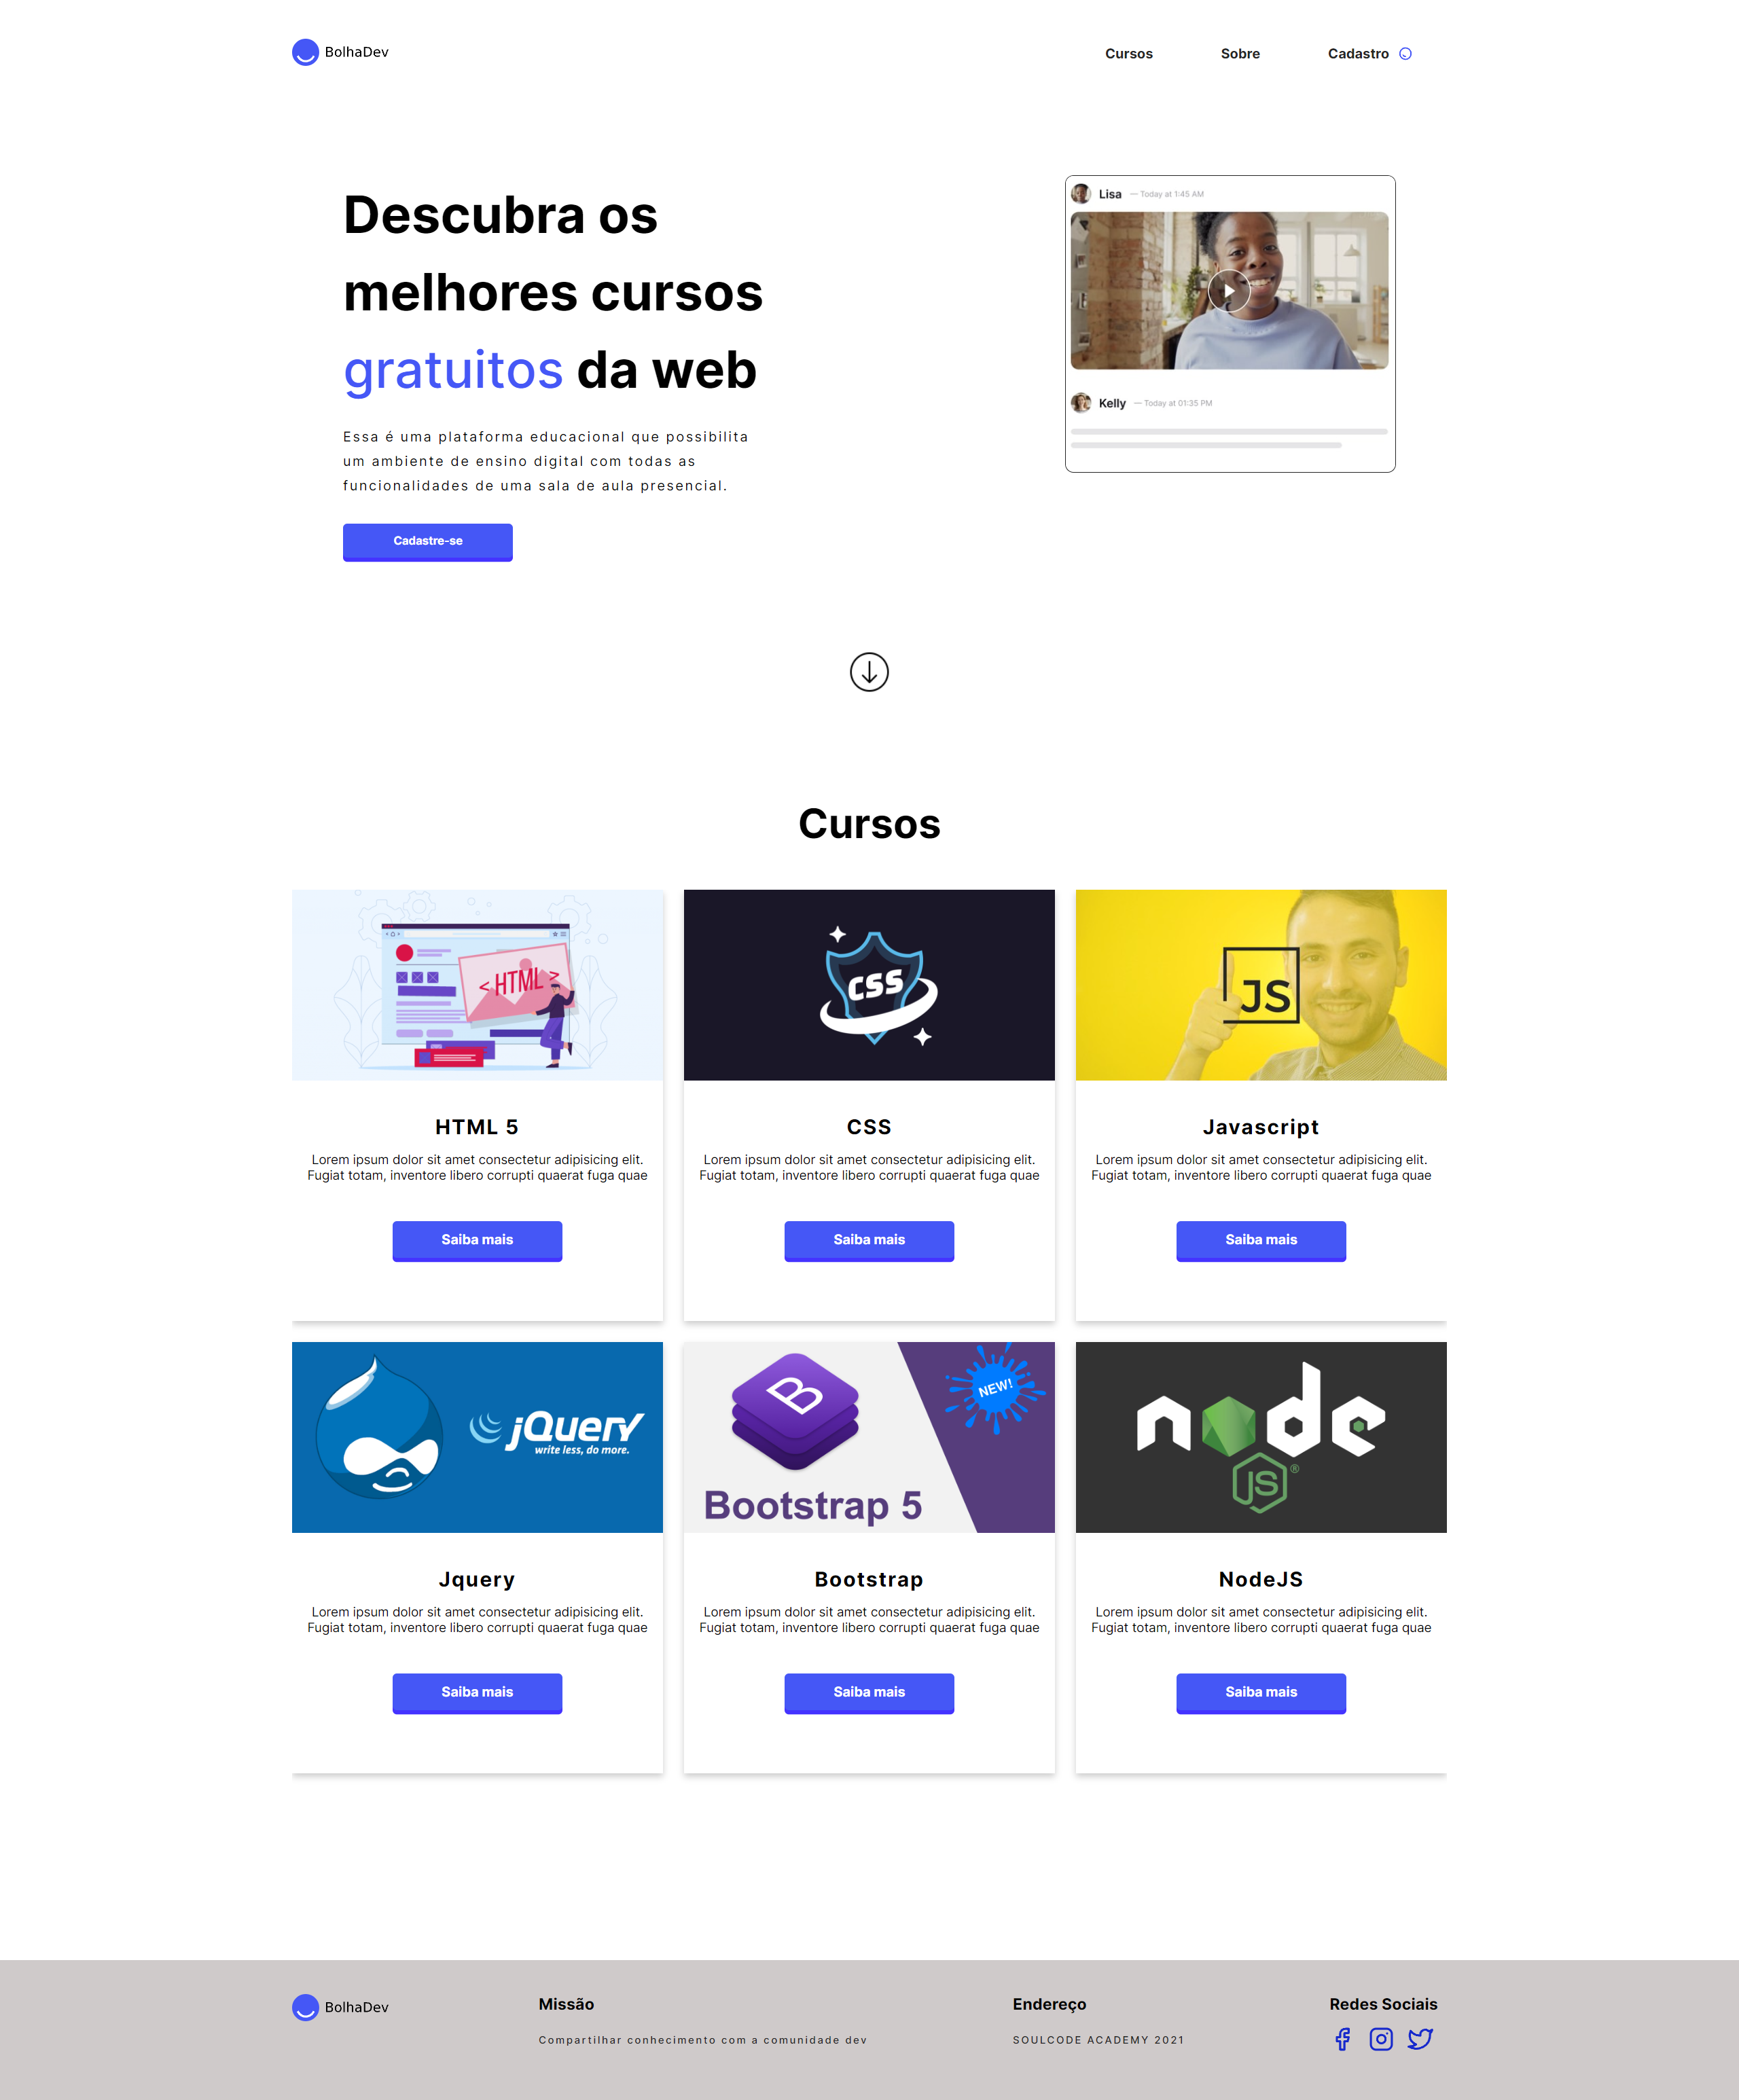 BolhaDev
Cursos
Sobre
Cadastro
Descubra os
melhores cursos
gratuitos da web
Essa é uma plataforma educacional que possibilita
um ambiente de ensino digital com todas as
funcionalidades de uma sala de aula presencial.
Cadastre-se
Lisa — Today at 1:45 AM
Kelly — Today at 01:35 PM
Cursos
< HTML >
CSS
JS
HTML 5
Lorem ipsum dolor sit amet consectetur adipisicing elit.
Fugiat totam, inventore libero corrupti quaerat fuga quae
Saiba mais
CSS
Lorem ipsum dolor sit amet consectetur adipisicing elit.
Fugiat totam, inventore libero corrupti quaerat fuga quae
Saiba mais
Javascript
Lorem ipsum dolor sit amet consectetur adipisicing elit.
Fugiat totam, inventore libero corrupti quaerat fuga quae
Saiba mais
jQuery
write less, do more.
B
NEW!
Bootstrap 5
node
JS®
Jquery
Lorem ipsum dolor sit amet consectetur adipisicing elit.
Fugiat totam, inventore libero corrupti quaerat fuga quae
Saiba mais
Bootstrap
Lorem ipsum dolor sit amet consectetur adipisicing elit.
Fugiat totam, inventore libero corrupti quaerat fuga quae
Saiba mais
NodeJS
Lorem ipsum dolor sit amet consectetur adipisicing elit.
Fugiat totam, inventore libero corrupti quaerat fuga quae
Saiba mais
BolhaDev
Missão
Compartilhar conhecimento com a comunidade dev
Endereço
SOULCODE ACADEMY 2021
Redes Sociais